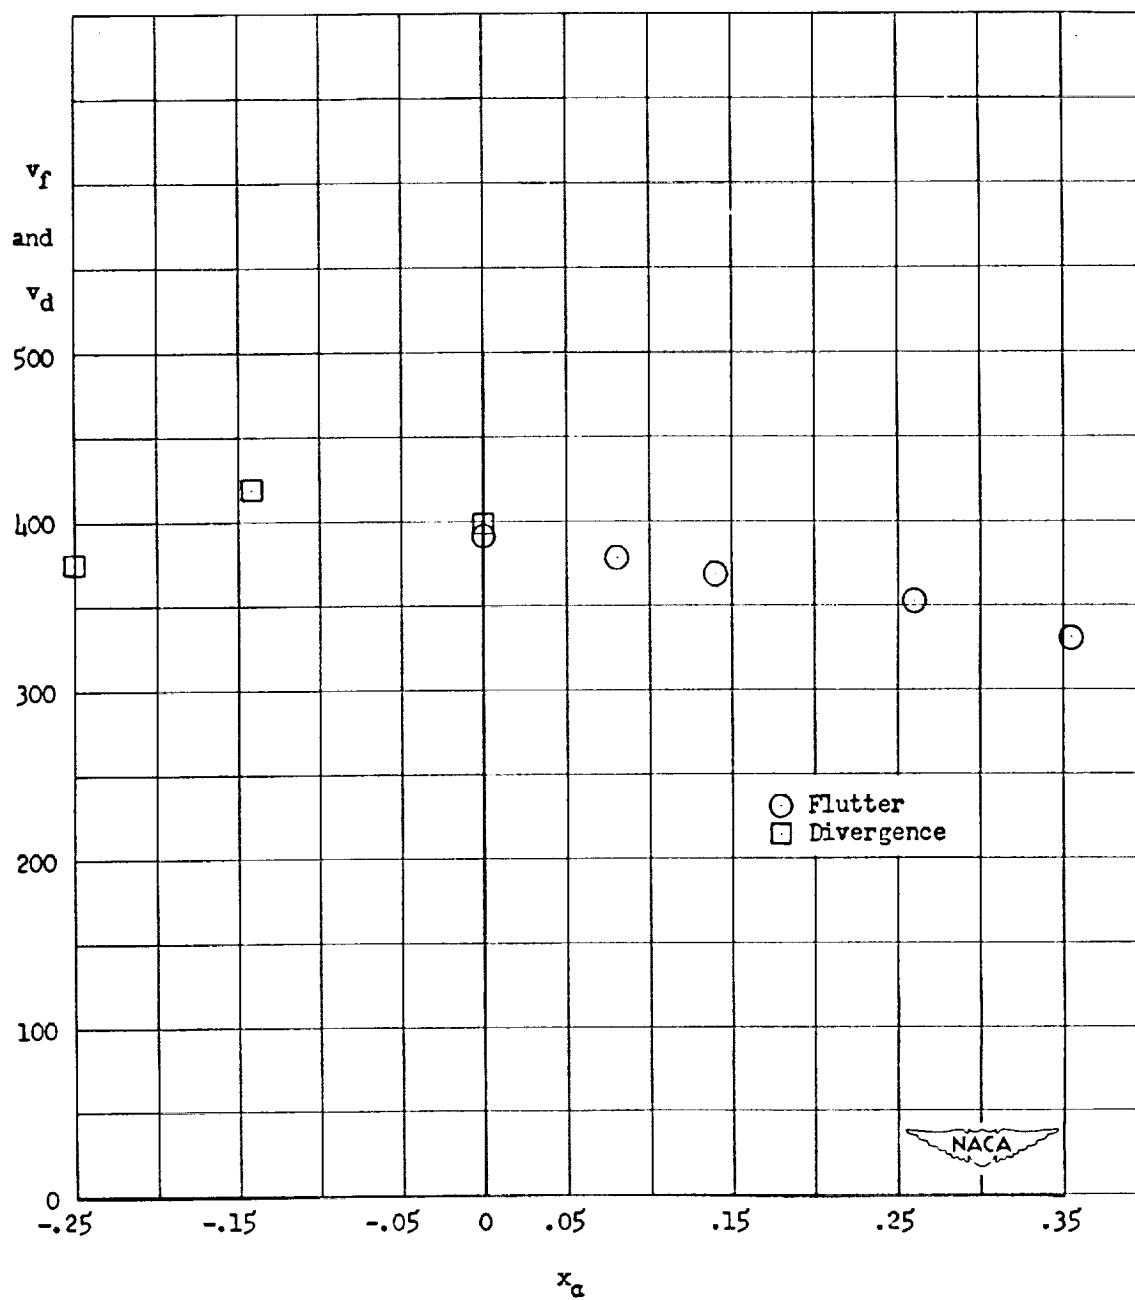 v_f
and
v_d
500
400
300
200
100
0
○ Flutter
□ Divergence
NACA
-.25 -.15 -.05 0 .05 .15 .25 .35
x_α